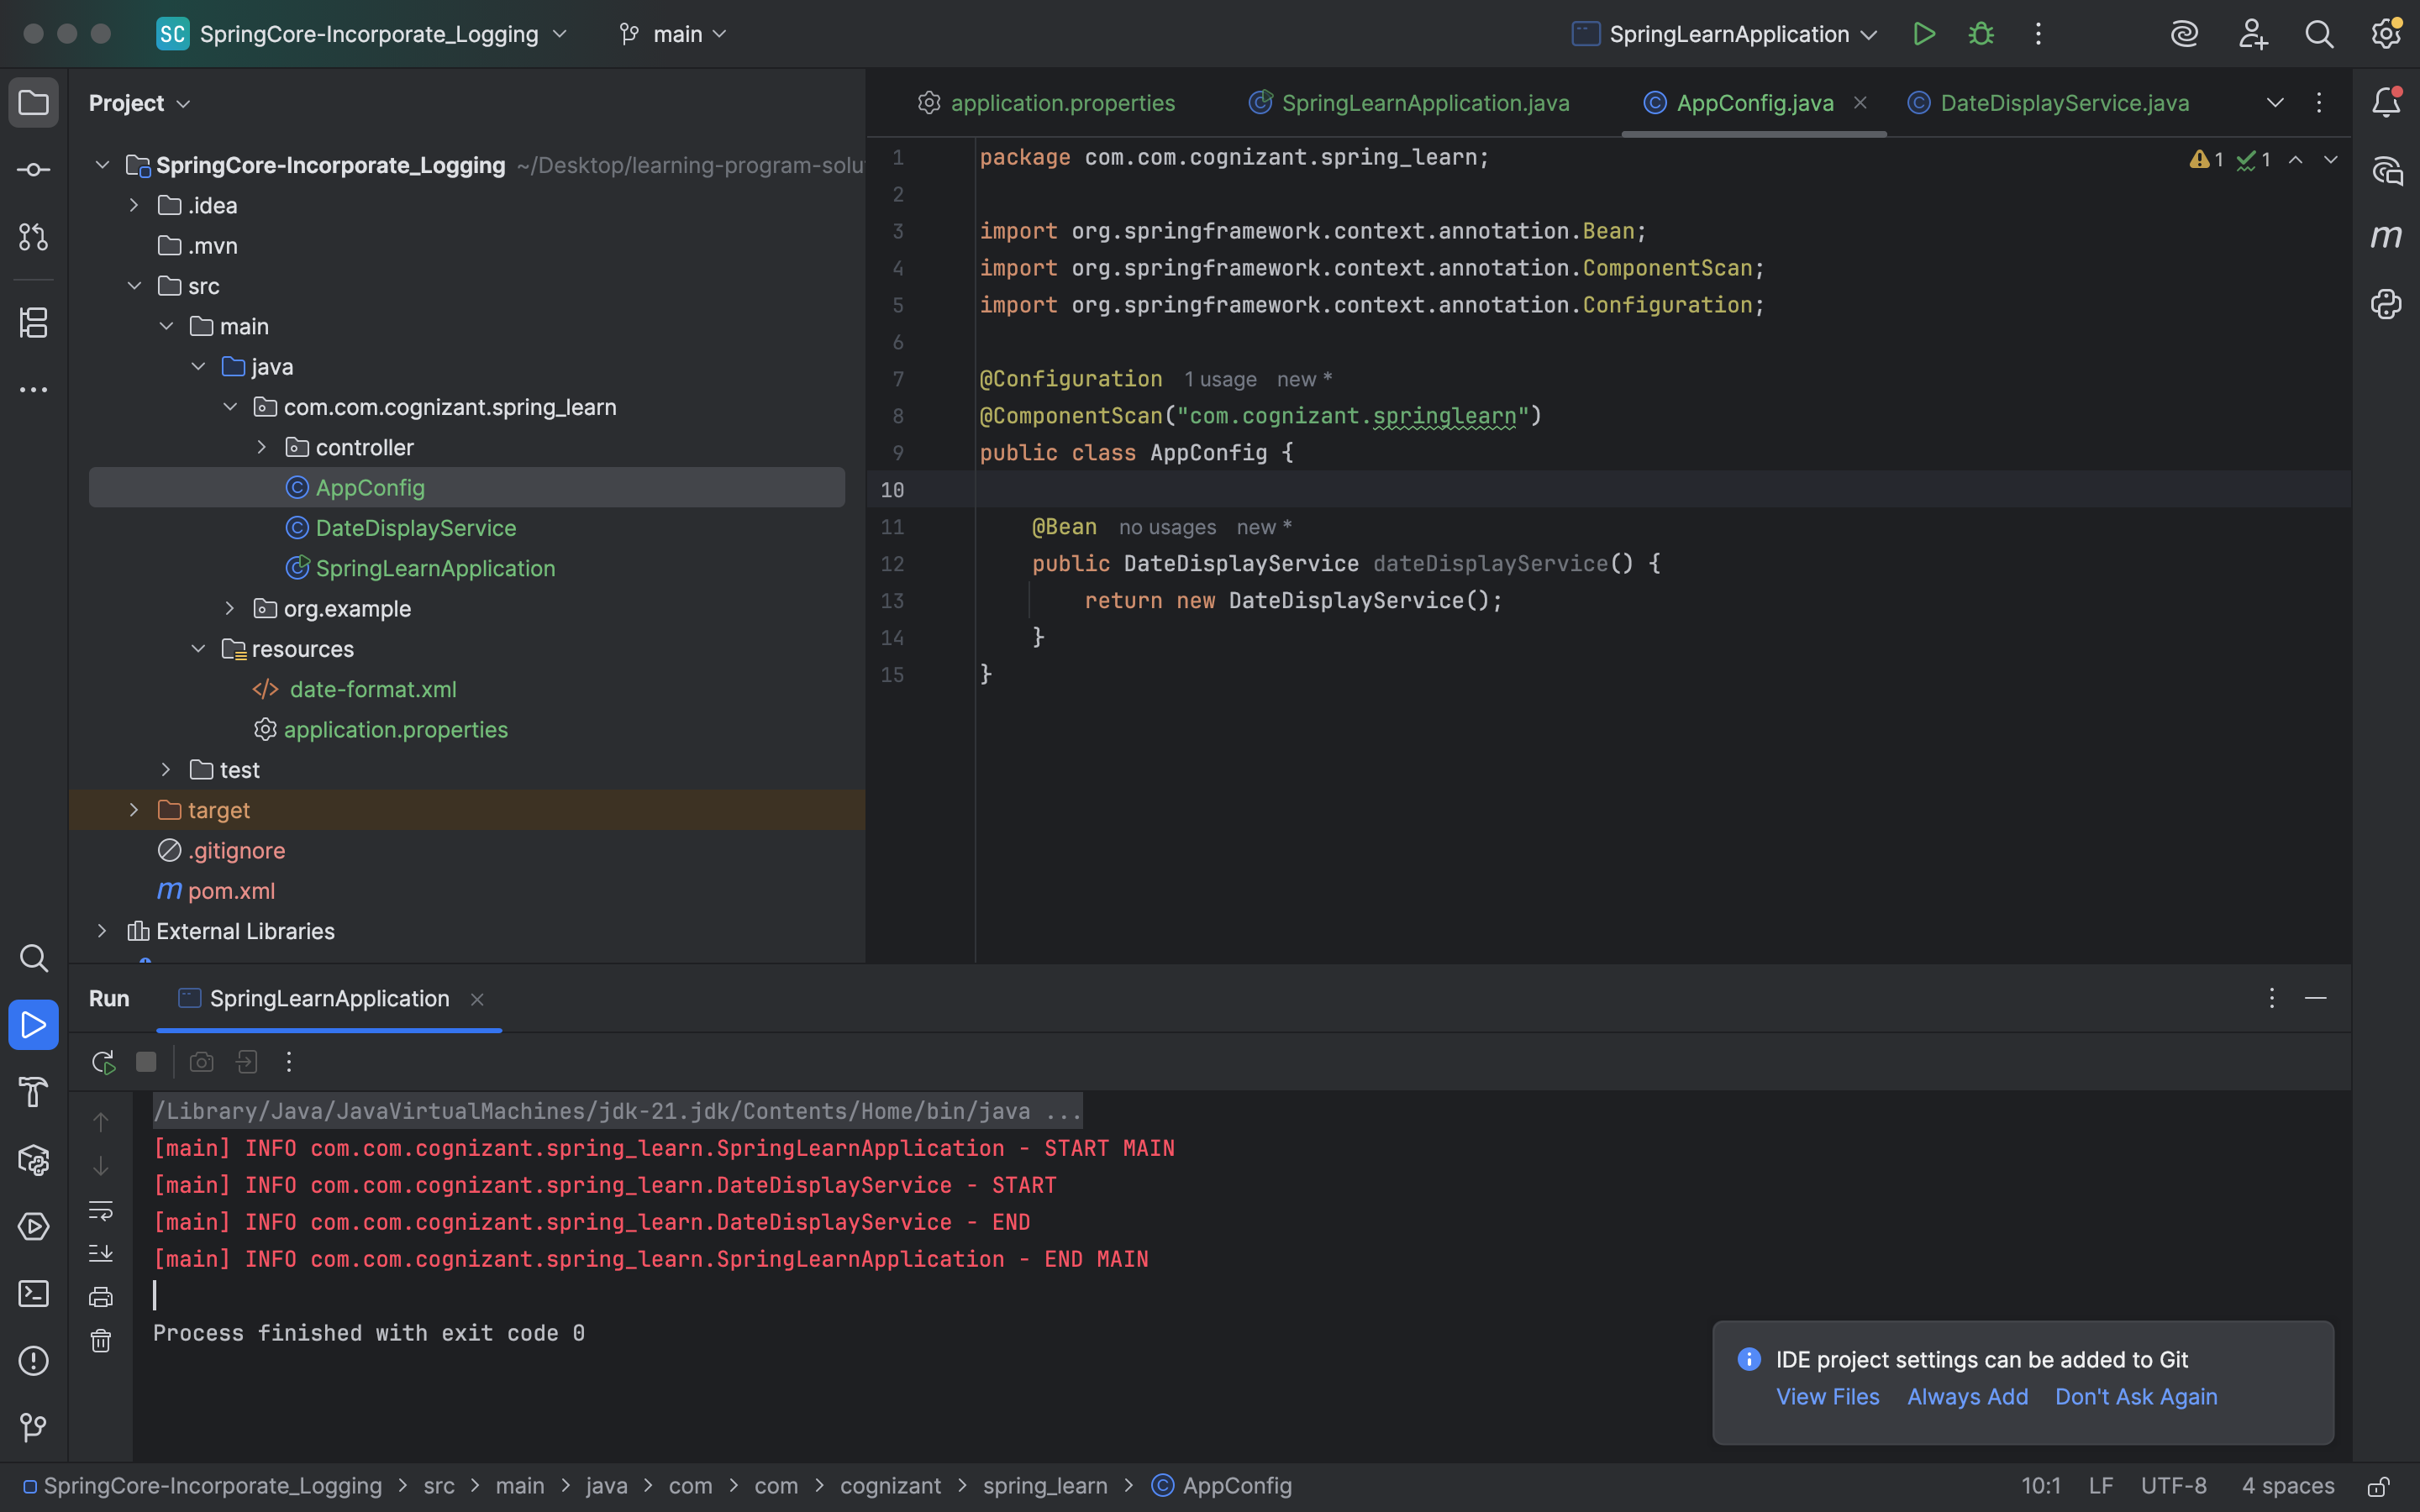 SC SpringCore-Incorporate_Logging main SpringLearnApplication
Project
SpringCore-Incorporate_Logging ~/Desktop/learning-program-solu
.idea
.mvn
src
main
java
com.com.cognizant.spring_learn
controller
AppConfig
DateDisplayService
SpringLearnApplication
org.example
resources
</> date-format.xml
application.properties
test
target
.gitignore
m pom.xml
External Libraries
application.properties SpringLearnApplication.java AppConfig.java DateDisplayService.java
1 package com.com.cognizant.spring_learn;
1 1
2
3 import org.springframework.context.annotation.Bean;
4 import org.springframework.context.annotation.ComponentScan;
5 import org.springframework.context.annotation.Configuration;
6
7 @Configuration 1 usage new *
8 @ComponentScan("com.cognizant.springlearn")
9 public class AppConfig {
10
11 @Bean no usages new *
12 public DateDisplayService dateDisplayService() {
13 return new DateDisplayService();
14 }
15 }
m
Run SpringLearnApplication
/Library/Java/JavaVirtualMachines/jdk-21.jdk/Contents/Home/bin/java ...
[main] INFO com.com.cognizant.spring_learn.SpringLearnApplication - START MAIN
[main] INFO com.com.cognizant.spring_learn.DateDisplayService - START
[main] INFO com.com.cognizant.spring_learn.DateDisplayService - END
[main] INFO com.com.cognizant.spring_learn.SpringLearnApplication - END MAIN
Process finished with exit code 0
IDE project settings can be added to Git
View Files Always Add Don't Ask Again
SpringCore-Incorporate_Logging > src > main > java > com > com > cognizant > spring_learn > AppConfig
10:1 LF UTF-8 4 spaces